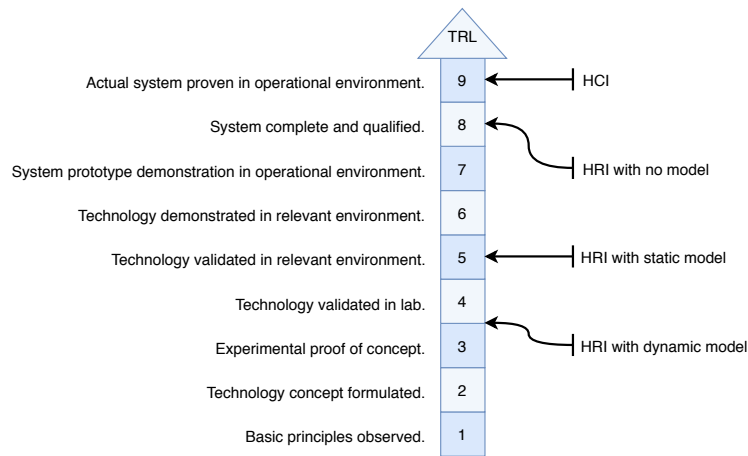 TRL
Actual system proven in operational environment. 9 HCI
System complete and qualified. 8
System prototype demonstration in operational environment. 7 HRI with no model
Technology demonstrated in relevant environment. 6
Technology validated in relevant environment. 5 HRI with static model
Technology validated in lab. 4
Experimental proof of concept. 3 HRI with dynamic model
Technology concept formulated. 2
Basic principles observed. 1